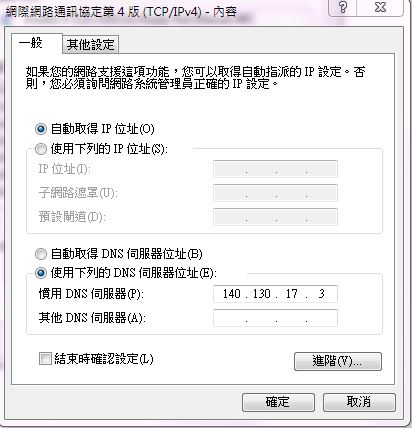 網際網路通訊協定第 4 版 (TCP/IPv4) - 內容
一般
其他設定
如果您的網路支援這項功能，您可以取得自動指派的 IP 設定。否
則，您必須詢問網路系統管理員正確的 IP 設定。
自動取得 IP 位址(O)
使用下列的 IP 位址(S):
IP 位址(I):
子網路遮罩(U):
預設閘道(D):
自動取得 DNS 伺服器位址(B)
使用下列的 DNS 伺服器位址(E):
慣用 DNS 伺服器(P): 140 . 130 . 17 . 3
其他 DNS 伺服器(A):
結束時確認設定(L)
進階(V)...
確定
取消